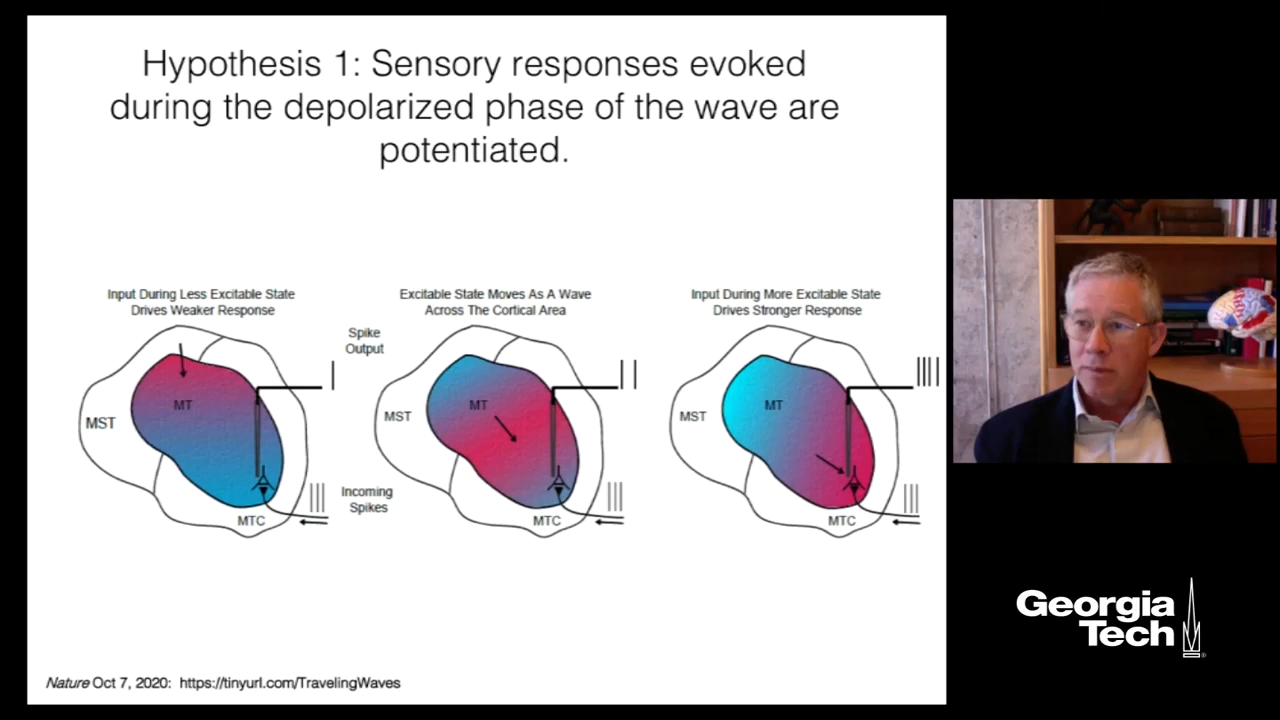 Hypothesis 1: Sensory responses evoked
during the depolarized phase of the wave are
potentiated.
Input During Less Excitable State
Drives Weaker Response
Excitable State Moves As A Wave
Across The Cortical Area
Input During More Excitable State
Drives Stronger Response
Spike
Output
MT
MST
MT
MST
MT
MST
Incoming
Spikes
MTC
MTC
MTC
Nature Oct 7, 2020: https://tinyurl.com/TravelingWaves
Georgia
Tech